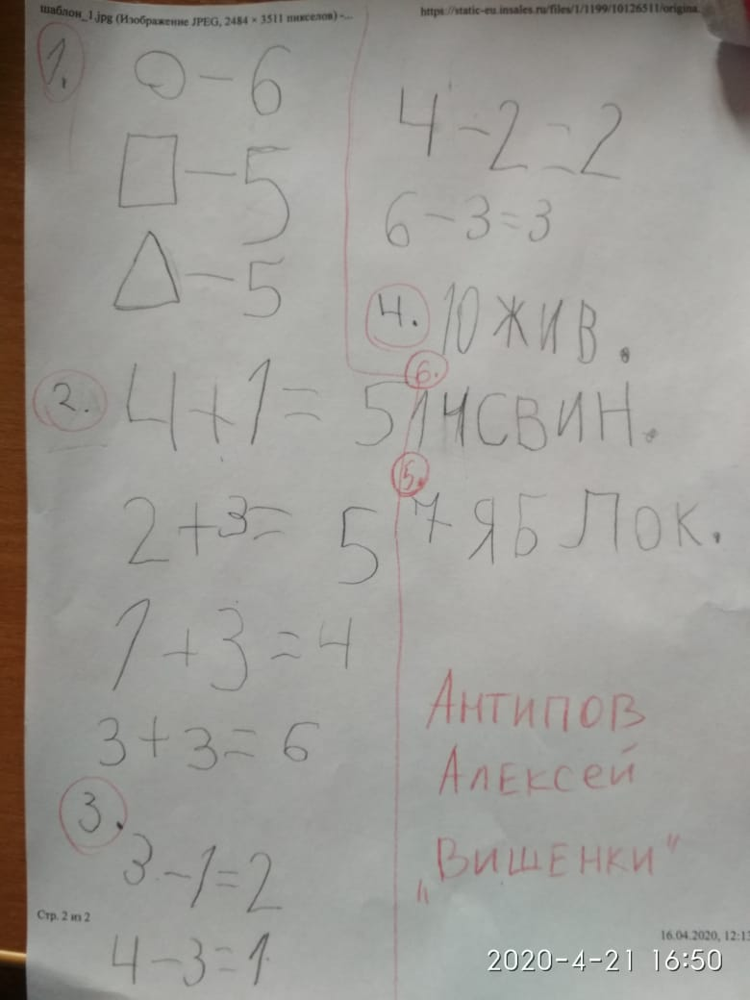 шаблон_1.jpg (Изображение JPEG, 2484 × 3511 пикселов) -...
https://static-eu.insales.ru/files/1/1199/10126511/origina
1.
О - 6
□ - 5
△ - 5
2.
4+1= 5
2+3= 5
1+3=4
3+3=6
3.
3-1=2
4-3=1
4-2=2
6-3=3
4. 10 ЖИВ.
6.
14 СВИН.
5.
7 ЯБЛОК.
АНТИПОВ
АЛЕКСЕЙ
„ВИШЕНКИ"
Стр. 2 из 2
16.04.2020, 12:13
2020-4-21 16:50